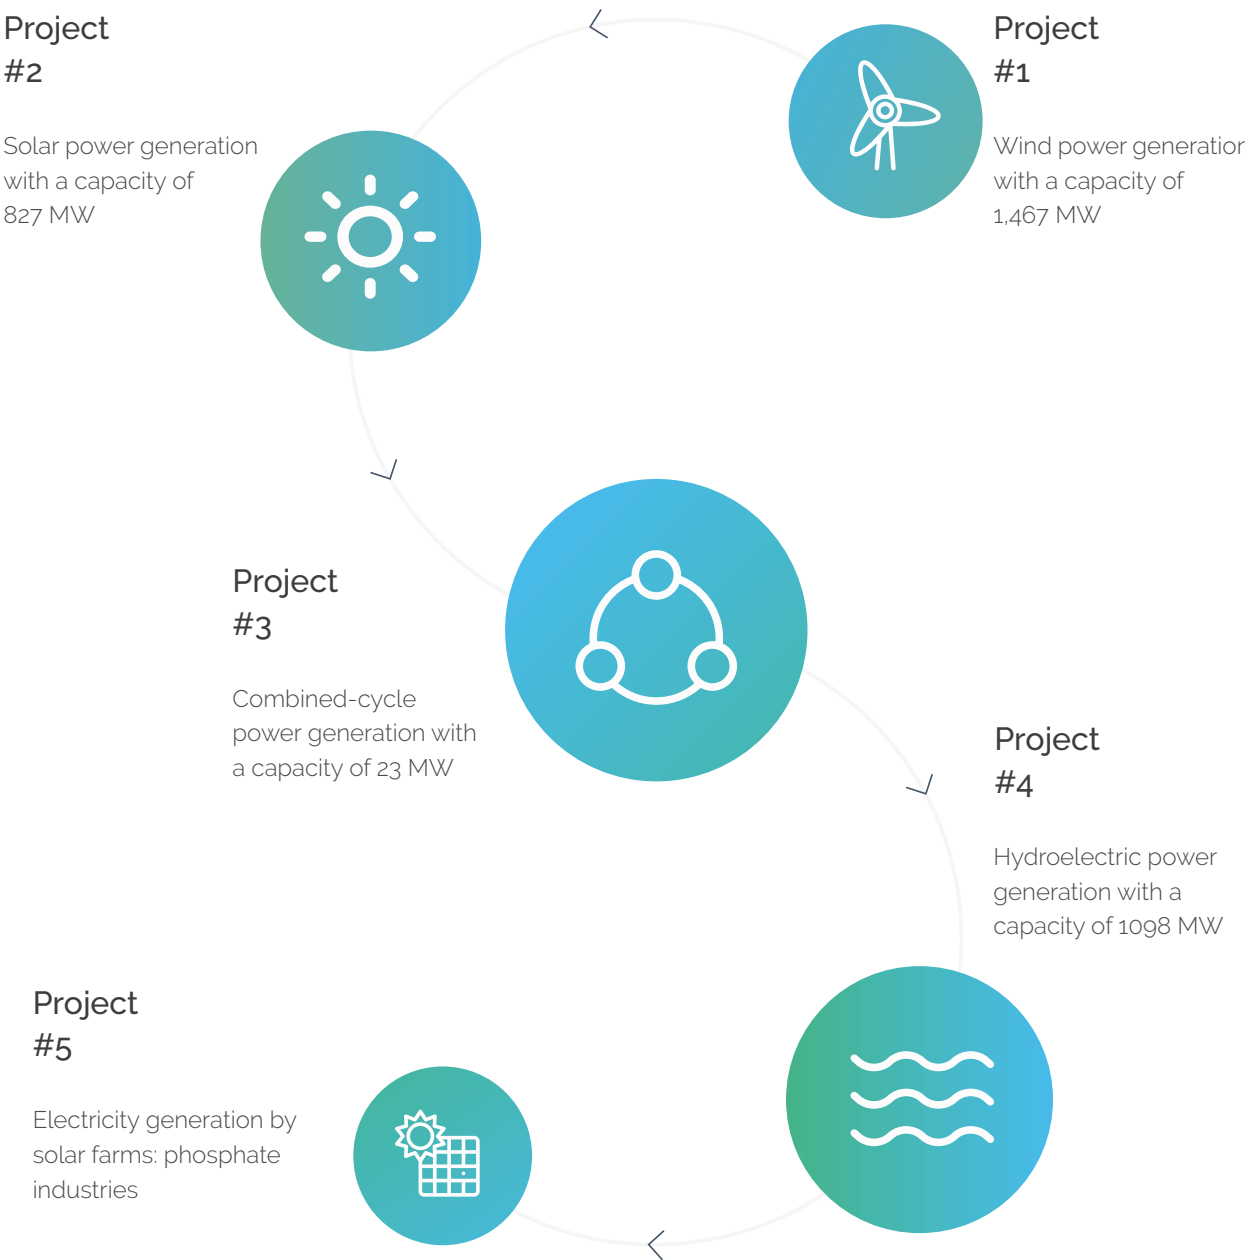 Project
#1
Wind power generation
with a capacity of
1,467 MW
Project
#2
Solar power generation
with a capacity of
827 MW
Project
#3
Combined-cycle
power generation with
a capacity of 23 MW
Project
#4
Hydroelectric power
generation with a
capacity of 1098 MW
Project
#5
Electricity generation by
solar farms: phosphate
industries